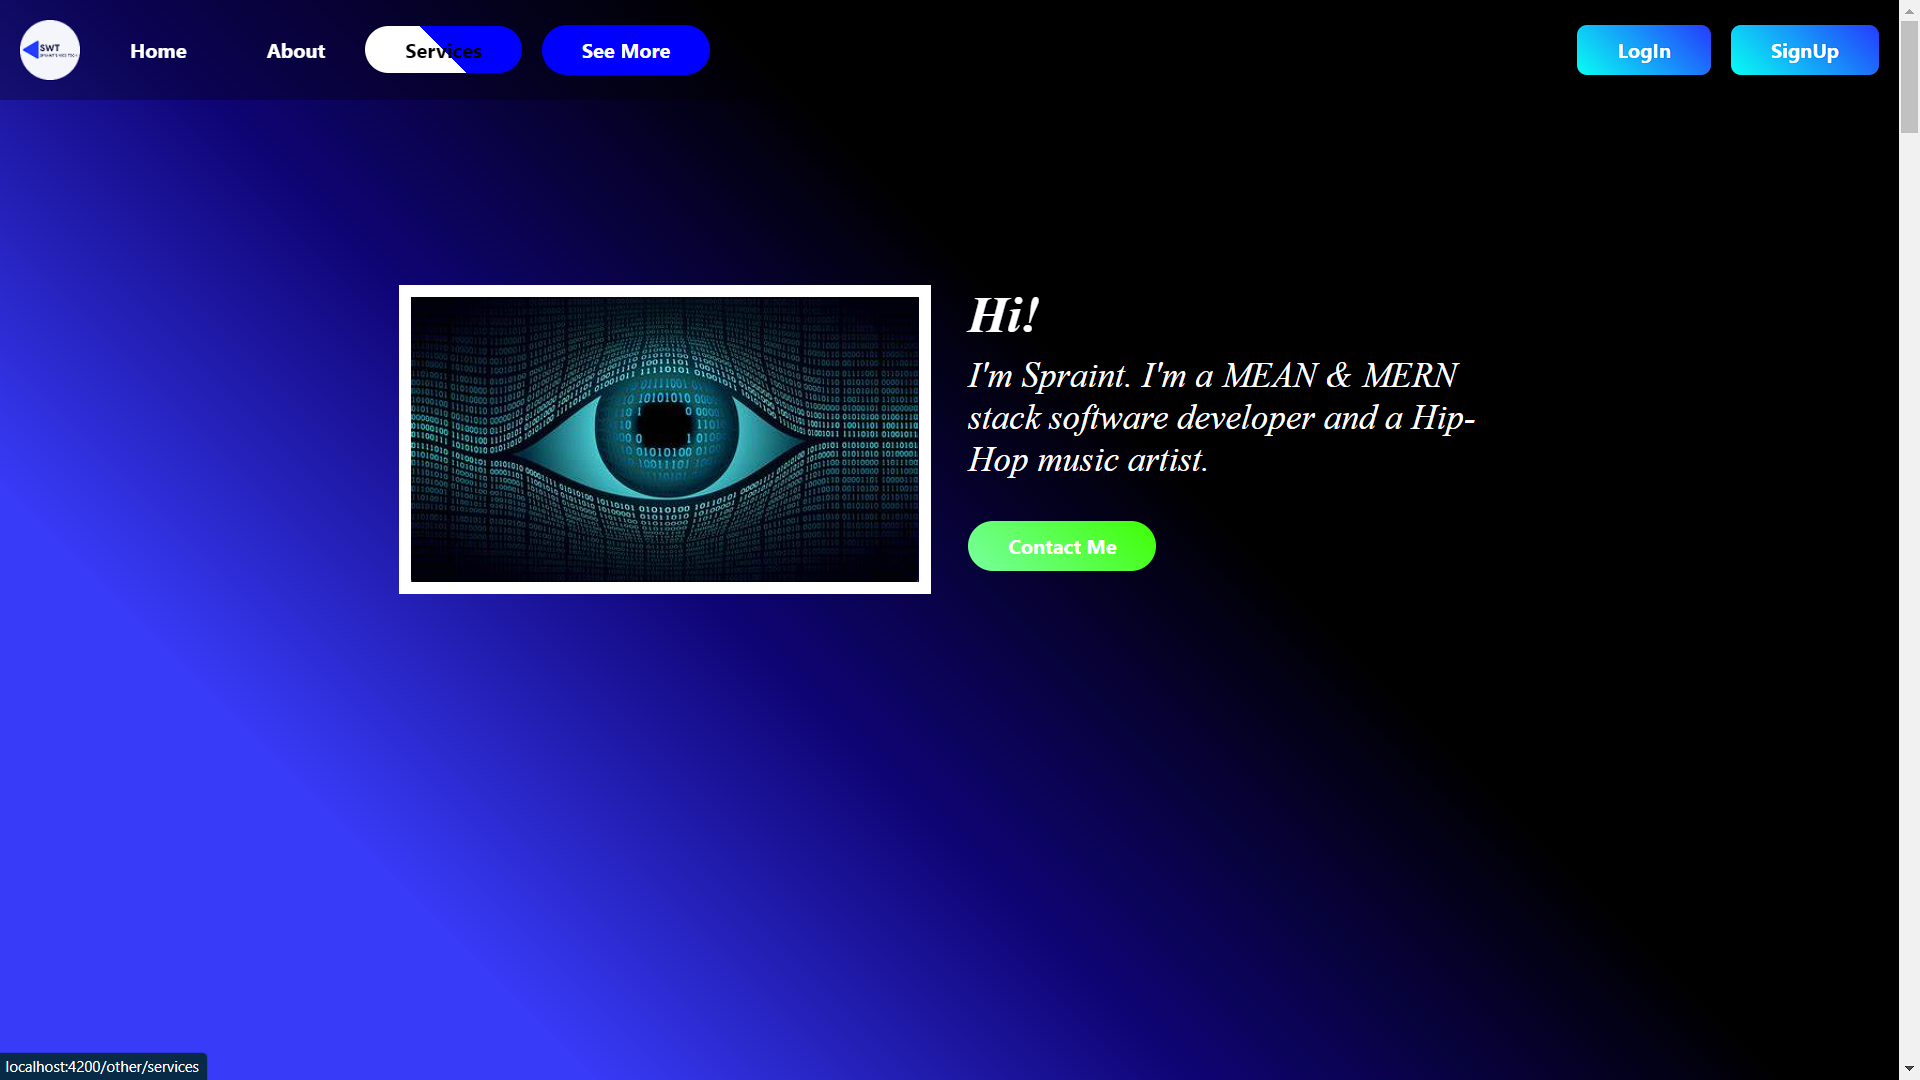 SWT
Home
About
Services
See More
LogIn
SignUp
Hi!
I'm Spraint. I'm a MEAN & MERN
stack software developer and a Hip-
Hop music artist.
Contact Me
localhost:4200/other/services